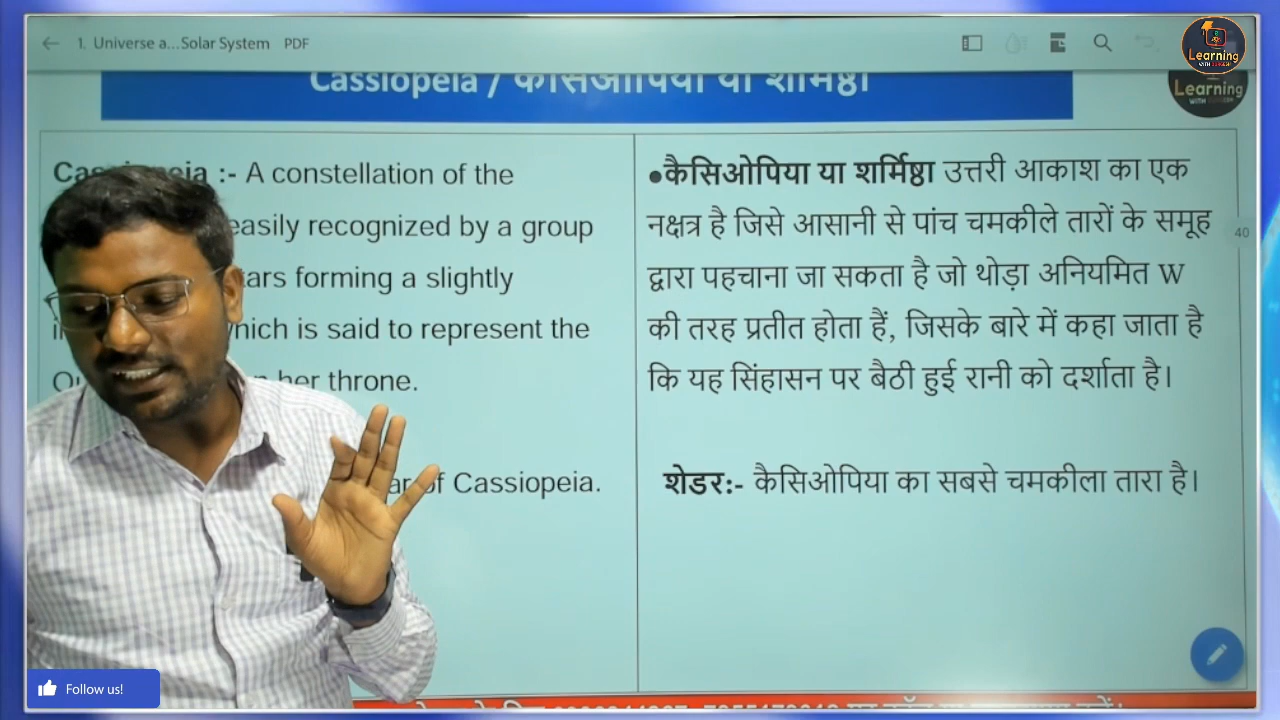 1. Universe a...Solar System PDF
Learning
Cassiopeia / कैसिओपिया या शर्मिष्ठा
Learning
:- A constellation of the
easily recognized by a group
forming a slightly
which is said to represent the
her throne.
of Cassiopeia.
•कैसिओपिया या शर्मिष्ठा उत्तरी आकाश का एक
नक्षत्र है जिसे आसानी से पांच चमकीले तारों के समूह
द्वारा पहचाना जा सकता है जो थोड़ा अनियमित W
की तरह प्रतीत होता हैं, जिसके बारे में कहा जाता है
कि यह सिंहासन पर बैठी हुई रानी को दर्शाता है।
शेडर:- कैसिओपिया का सबसे चमकीला तारा है।
40
Follow us!